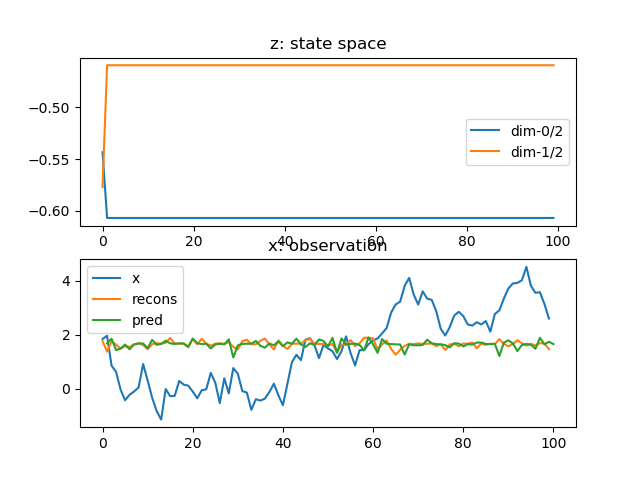 z: state space
−0.50
−0.55
−0.60
dim-0/2
dim-1/2
0 20 40 60 80 100
x: observation
4
2
0
x
recons
pred
0 20 40 60 80 100